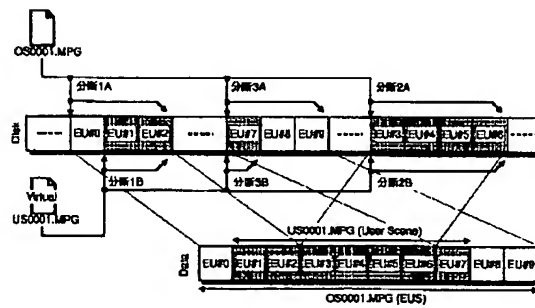 OS0001.MPG
分断1A
分断3A
分断2A
Disk
EU#0 EU#1 EU#2 EU#7 EU#8 EU#9 EU#3 EU#4 EU#5 EU#6
分断1B
分断3B
分断2B
Virtual
US0001.MPG
US0001.MPG (User Scene)
Data
EU#0 EU#1 EU#2 EU#3 EU#4 EU#5 EU#6 EU#7 EU#8 EU#9
OS0001.MPG (EUS)